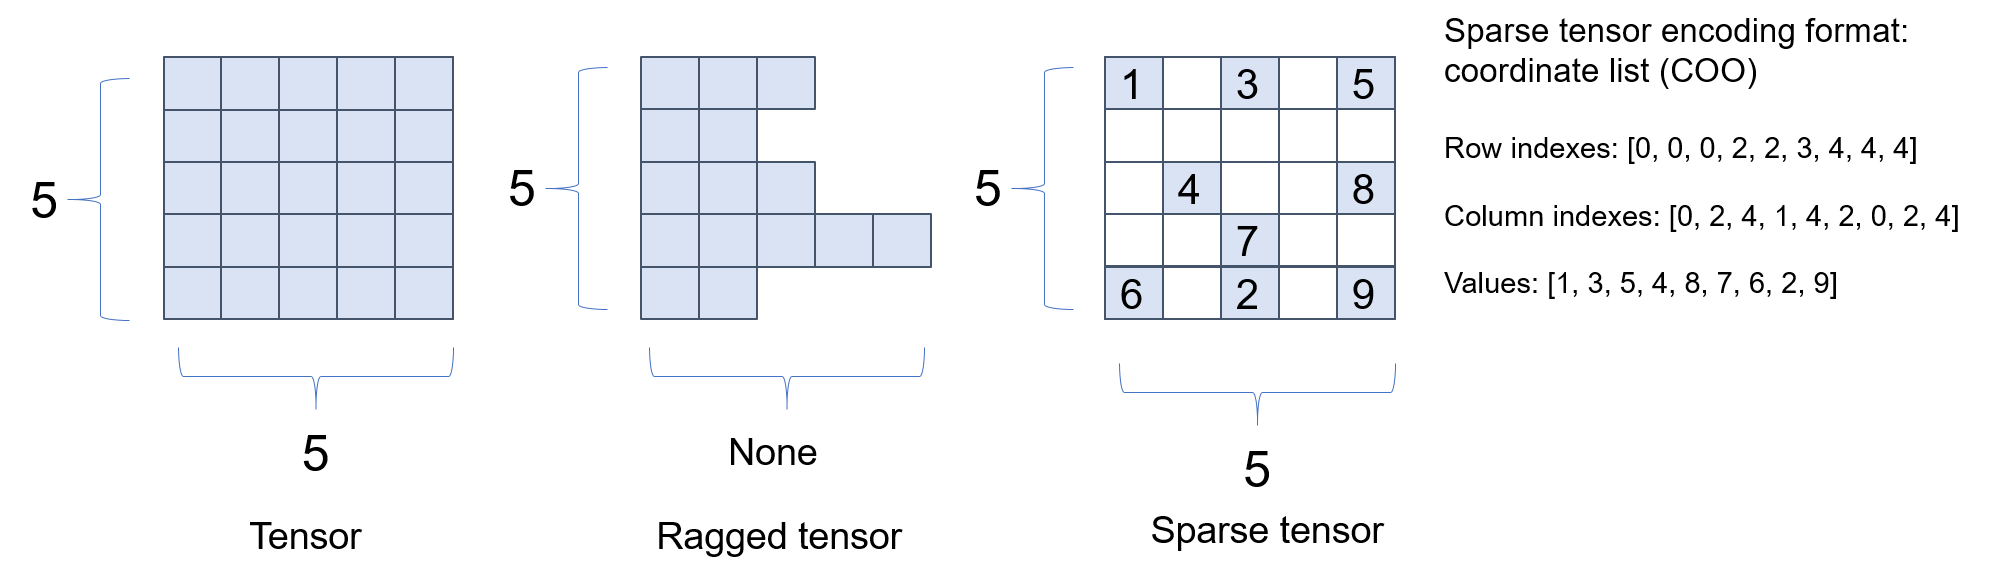 5
5
Tensor
5
None
Ragged tensor
5
1 3 5
4 8
7
6 2 9
5
Sparse tensor
Sparse tensor encoding format:
coordinate list (COO)
Row indexes: [0, 0, 0, 2, 2, 3, 4, 4, 4]
Column indexes: [0, 2, 4, 1, 4, 2, 0, 2, 4]
Values: [1, 3, 5, 4, 8, 7, 6, 2, 9]